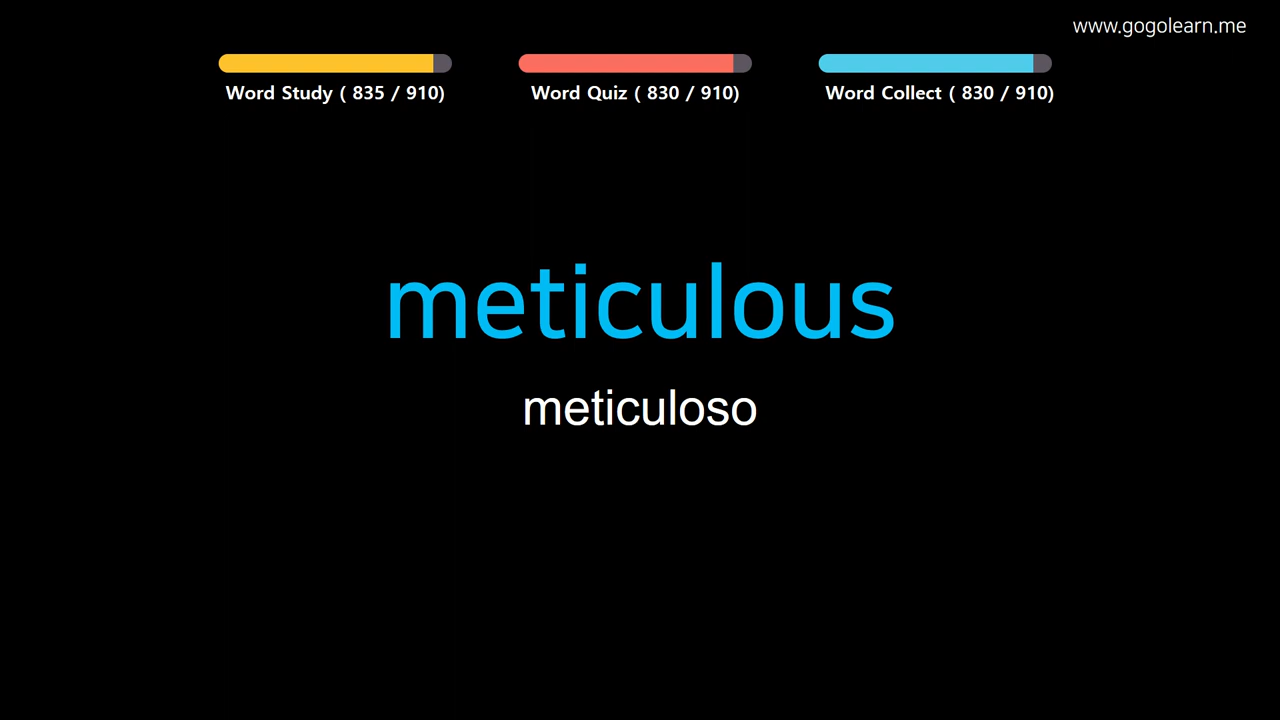 www.gogolearn.me
Word Study ( 835 / 910)
Word Quiz ( 830 / 910)
Word Collect ( 830 / 910)
meticulous
meticuloso